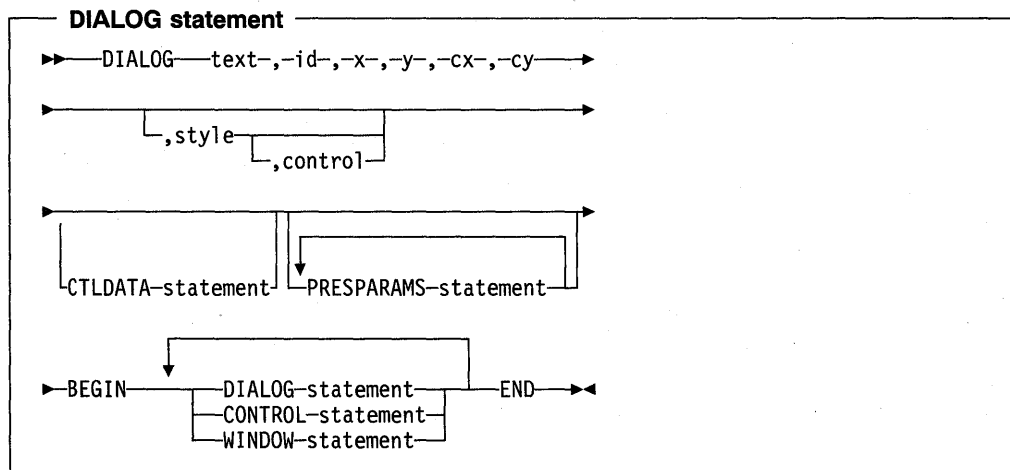 DIALOG statement
DIALOG text-,-id-,-x-,-y-,-cx-,-cy
,style
,control
CTLDATA-statement PRESPARAMS-statement
BEGIN DIALOG-statement END
CONTROL-statement
WINDOW-statement